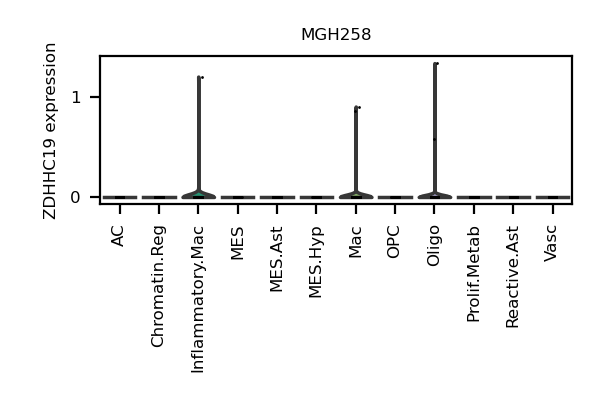 MGH258
ZDHHC19 expression
1
0
AC
Chromatin.Reg
Inflammatory.Mac
MES
MES.Ast
MES.Hyp
Mac
OPC
Oligo
Prolif.Metab
Reactive.Ast
Vasc